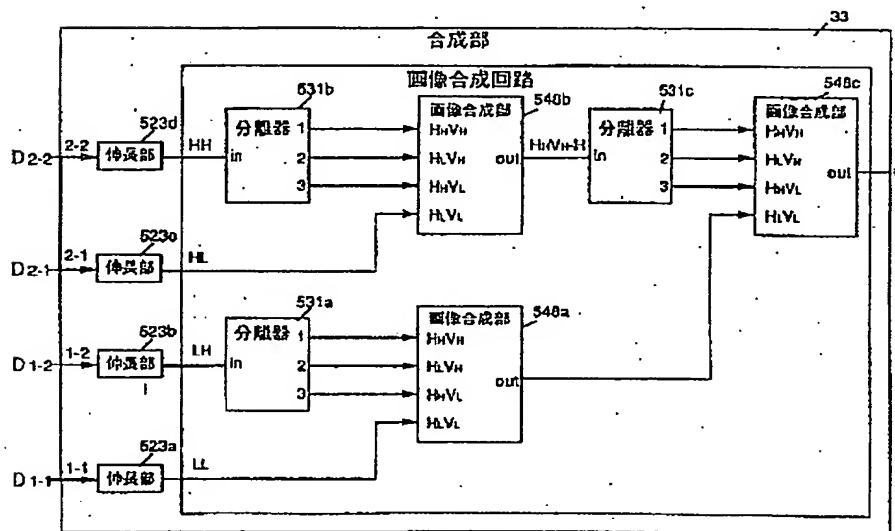 33
合成部
画像合成回路
531b
548b
531c
548c
523d
D2-2
2-2
伸長部
HH
in
分離器
1
2
3
画像合成部
HHVH
HLVH
HHVL
HLVL
out
in
分離器
1
2
3
画像合成部
HHVH
HLVH
HHVL
HLVL
out
D2-1
2-1
伸長部
HL
523b
D1-2
1-2
伸長部
LH
531a
in
分離器
1
2
3
548a
画像合成部
HHVH
HLVH
HHVL
HLVL
out
523a
D1-1
1-1
伸長部
LL